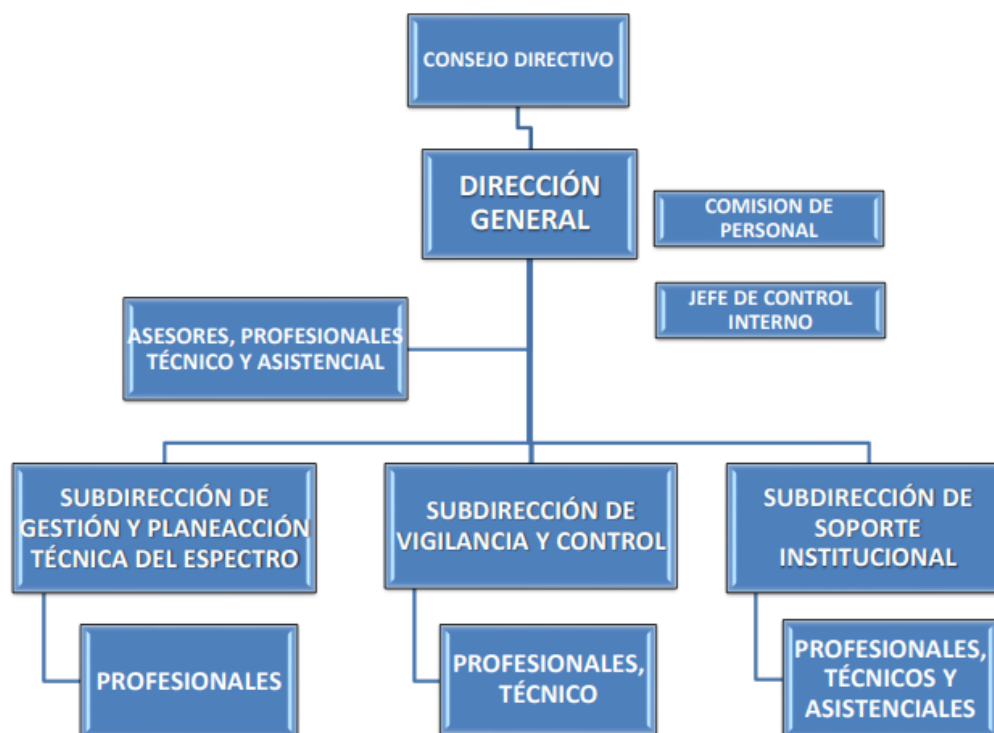 CONSEJO DIRECTIVO
DIRECCIÓN
GENERAL
COMISION DE
PERSONAL
JEFE DE CONTROL
INTERNO
ASESORES, PROFESIONALES
TÉCNICO Y ASISTENCIAL
SUBDIRECCIÓN DE
GESTIÓN Y PLANEACCIÓN
TÉCNICA DEL ESPECTRO
SUBDIRECCIÓN DE
VIGILANCIA Y CONTROL
SUBDIRECCIÓN DE
SOPORTE
INSTITUCIONAL
PROFESIONALES
PROFESIONALES,
TÉCNICO
PROFESIONALES,
TÉCNICOS Y
ASISTENCIALES